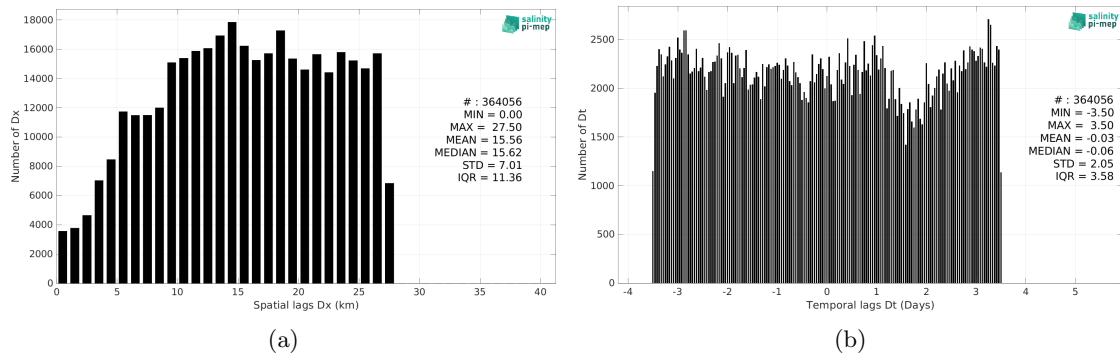 18000
16000
14000
12000
10000
8000
6000
4000
2000
0
Number of Dx
0 5 10 15 20 25 30 35 40
Spatial lags Dx (km)
salinity
pi-mep
# : 364056
MIN = 0.00
MAX = 27.50
MEAN = 15.56
MEDIAN = 15.62
STD = 7.01
IQR = 11.36
(a)
2500
2000
1500
1000
500
0
Number of Dt
-4 -3 -2 -1 0 1 2 3 4 5
Temporal lags Dt (Days)
salinity
pi-mep
# : 364056
MIN = -3.50
MAX = 3.50
MEAN = -0.03
MEDIAN = -0.06
STD = 2.05
IQR = 3.58
(b)